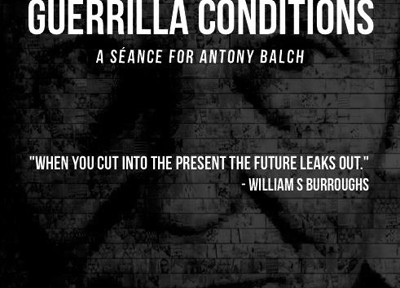 GUERRILLA CONDITIONS
A SÉANCE FOR ANTONY BALCH
"WHEN YOU CUT INTO THE PRESENT THE FUTURE LEAKS OUT."
- WILLIAM S BURROUGHS